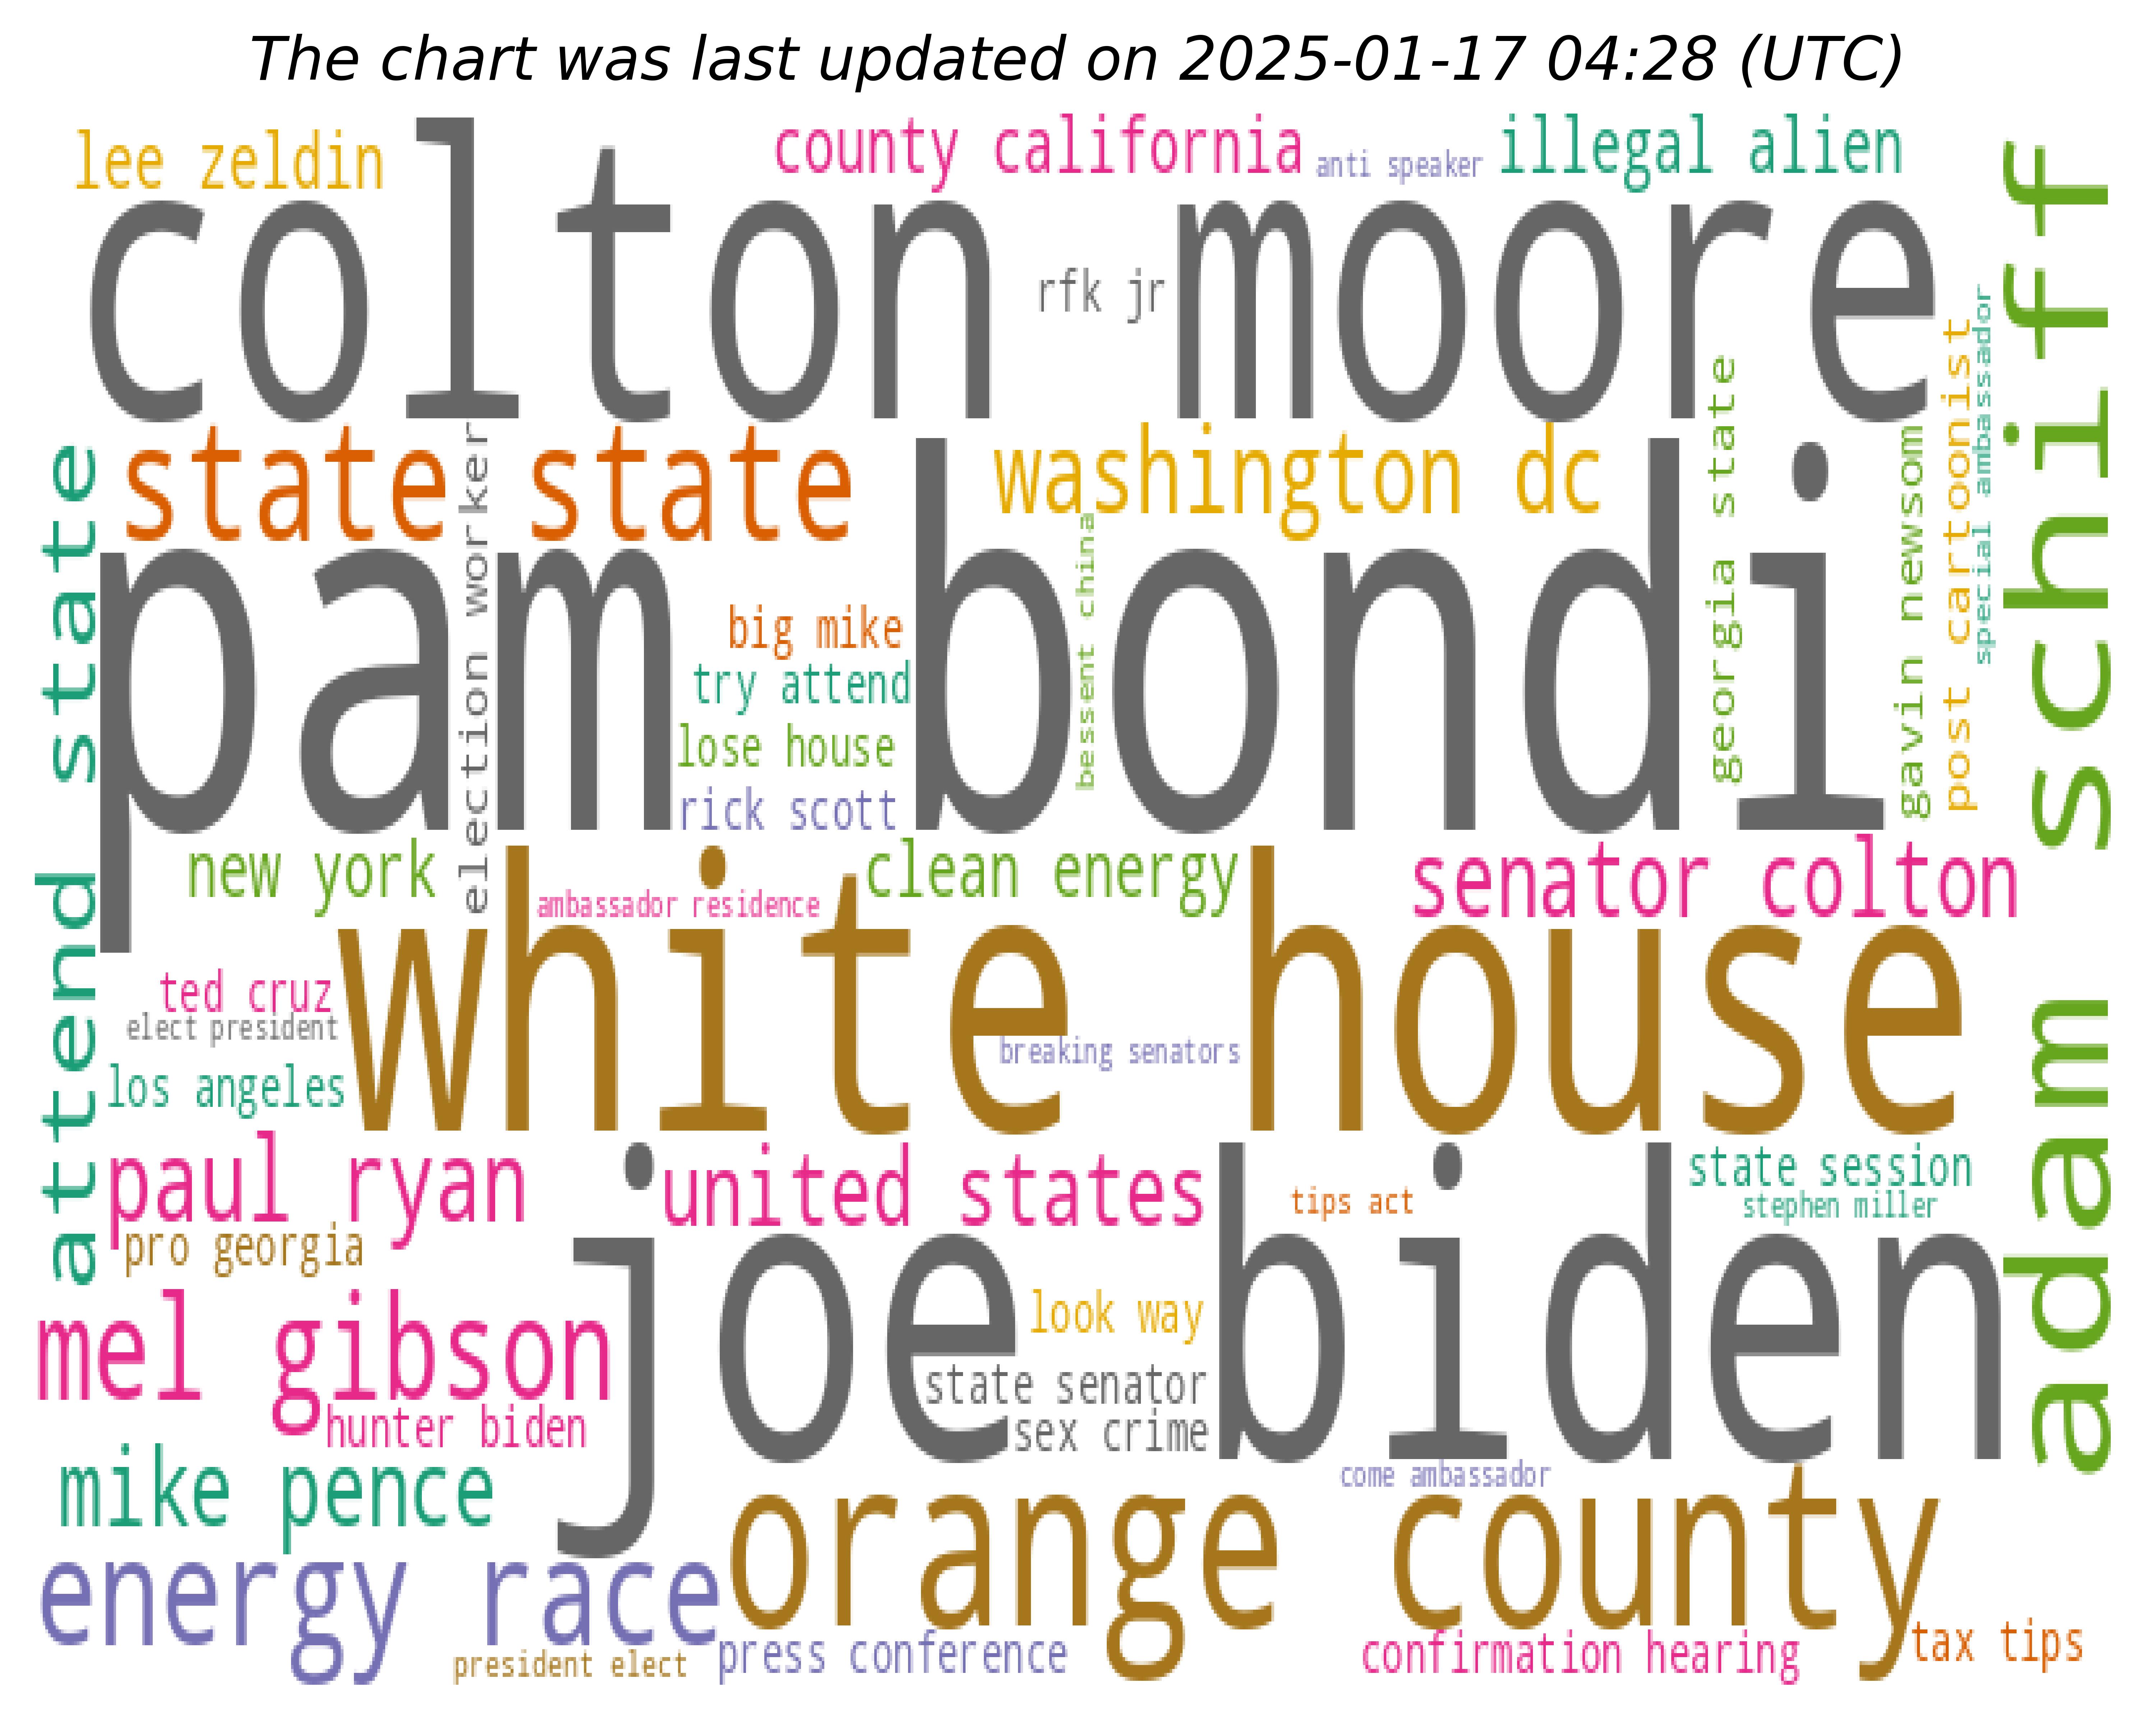 The chart was last updated on 2025-01-17 04:28 (UTC)
lee zeldin
county california
anti speaker
illegal alien
colton moore
rfk jr
adam schiff
special ambassador
post cartoonist
georgia state
gavin newsom
attend state
state state
election worker
washington dc
pam bondi
bessent china
big mike
try attend
lose house
rick scott
new york
ambassador residence
clean energy
senator colton
white house
ted cruz
elect president
breaking senators
los angeles
paul ryan
united states
tips act
state session
stephen miller
pro georgia
joe biden
mel gibson
look way
state senator
hunter biden
sex crime
mike pence
come ambassador
orange county
energy race
president elect
press conference
confirmation hearing
tax tips